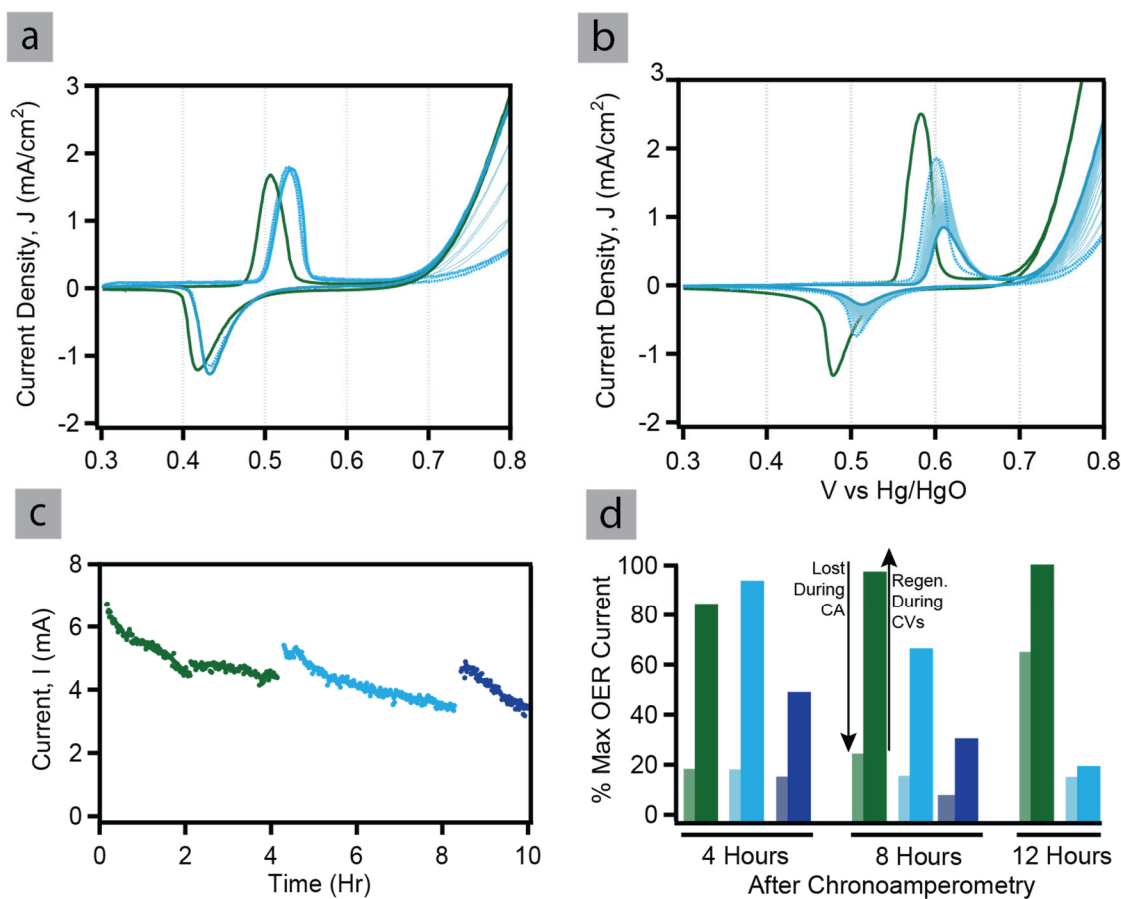 a
3
2
1
0
-1
-2
Current Density, J (mA/cm²)
0.3 0.4 0.5 0.6 0.7 0.8
b
3
2
1
0
-1
-2
Current Density, J (mA/cm²)
0.3 0.4 0.5 0.6 0.7 0.8
V vs Hg/HgO
c
8
6
4
2
0
Current, I (mA)
0 2 4 6 8 10
Time (Hr)
d
100
80
60
40
20
0
% Max OER Current
Lost
During
CA
Regen.
During
CVs
4 Hours 8 Hours 12 Hours
After Chronoamperometry